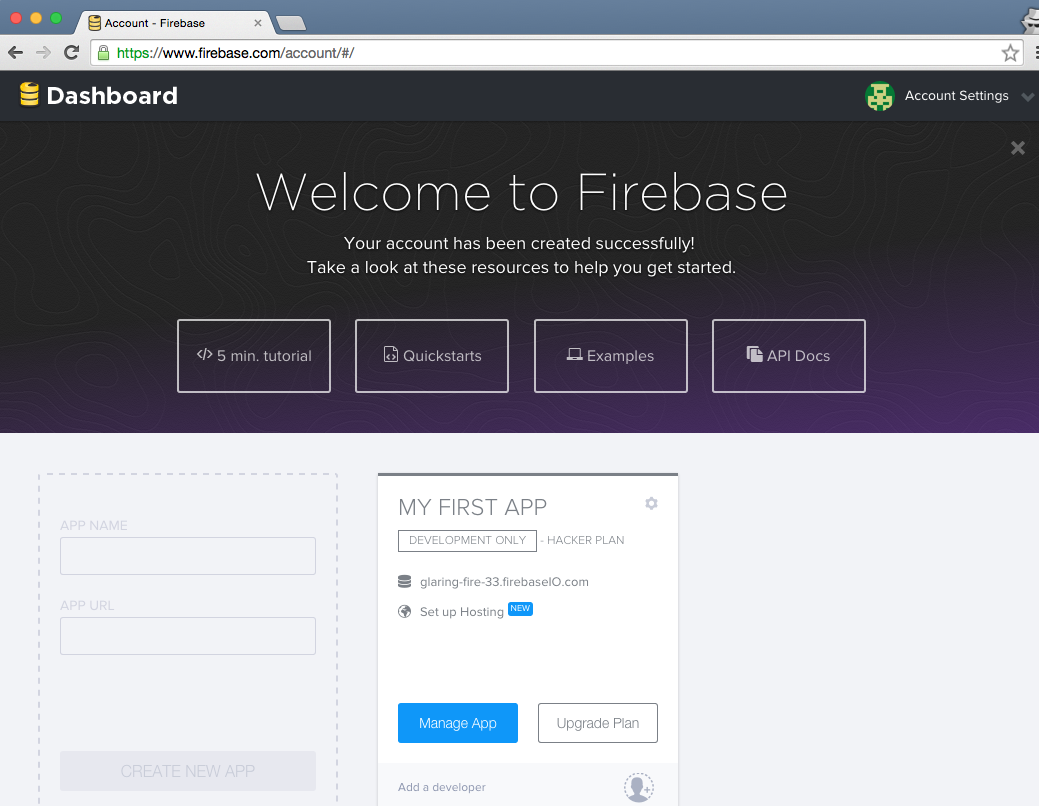 Account - Firebase
https://www.firebase.com/account/#/
Dashboard
Account Settings
Welcome to Firebase
Your account has been created successfully!
Take a look at these resources to help you get started.
5 min. tutorial
Quickstarts
Examples
API Docs
APP NAME
APP URL
CREATE NEW APP
MY FIRST APP
DEVELOPMENT ONLY - HACKER PLAN
glaring-fire-33.firebaseIO.com
Set up Hosting NEW
Manage App
Upgrade Plan
Add a developer